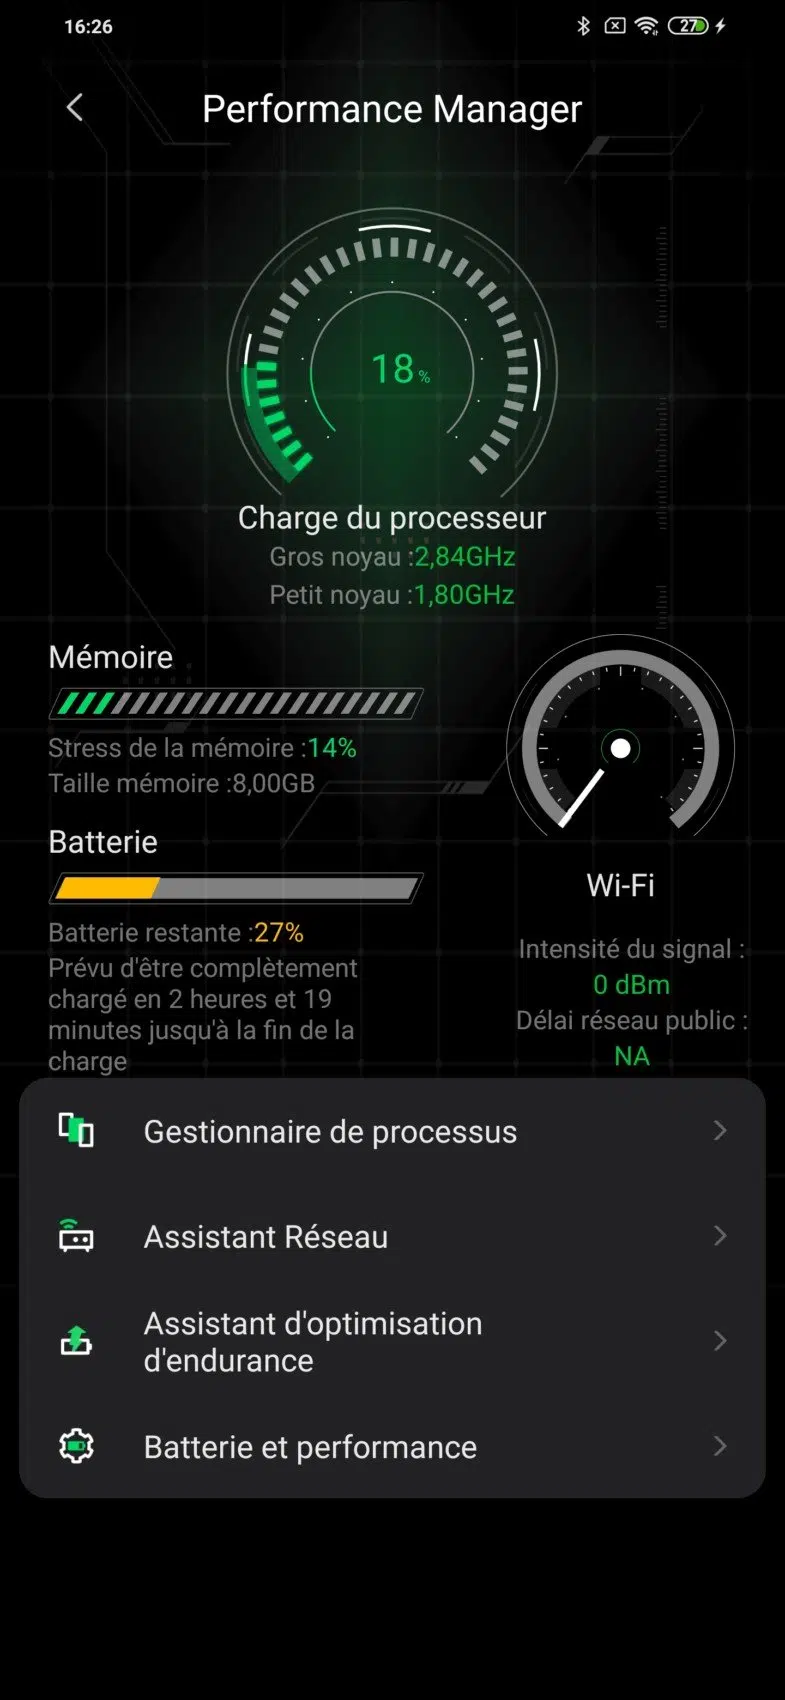 16:26
27
Performance Manager
18 %
Charge du processeur
Gros noyau :2,84GHz
Petit noyau :1,80GHz
Mémoire
Stress de la mémoire :14%
Taille mémoire :8,00GB
Batterie
Batterie restante :27%
Prévu d'être complètement
chargé en 2 heures et 19
minutes jusqu'à la fin de la
charge
Wi-Fi
Intensité du signal :
0 dBm
Délai réseau public :
NA
Gestionnaire de processus
Assistant Réseau
Assistant d'optimisation
d'endurance
Batterie et performance